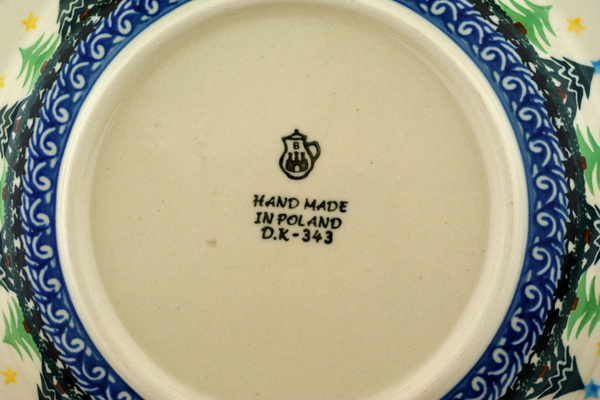 B
HAND MADE
IN POLAND
D.K-343